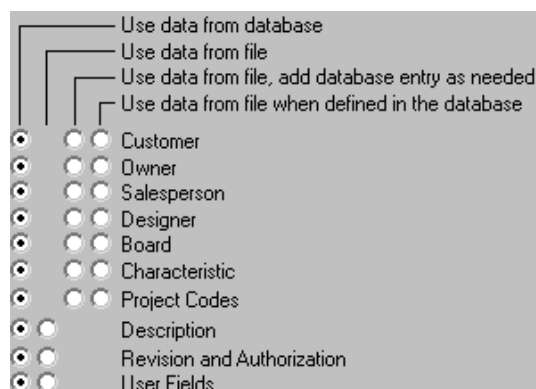 Use data from database
Use data from file
Use data from file, add database entry as needed
Use data from file when defined in the database
Customer
Owner
Salesperson
Designer
Board
Characteristic
Project Codes
Description
Revision and Authorization
User Fields